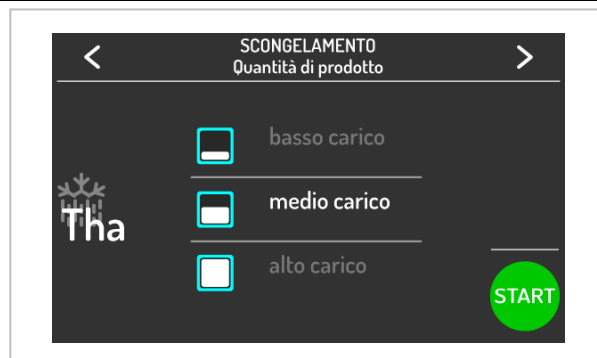 SCONGELAMENTO
Quantità di prodotto
basso carico
medio carico
Tha
alto carico
START